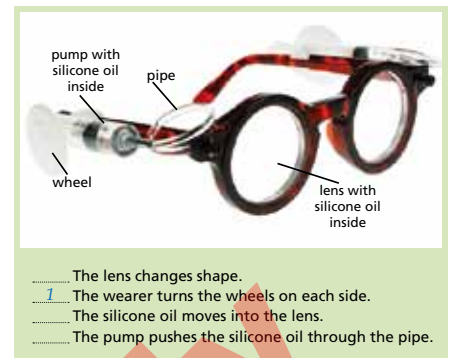 pump with
silicone oil
inside
pipe
wheel
lens with
silicone oil
inside
The lens changes shape.
1 The wearer turns the wheels on each side.
The silicone oil moves into the lens.
The pump pushes the silicone oil through the pipe.